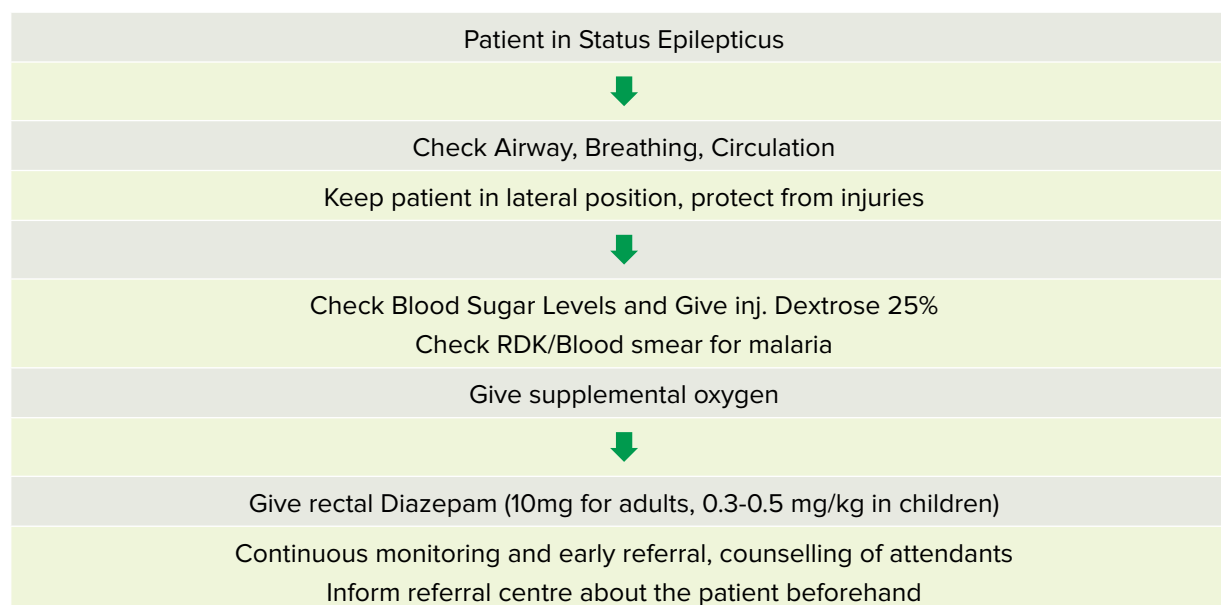 Patient in Status Epilepticus
Check Airway, Breathing, Circulation
Keep patient in lateral position, protect from injuries
Check Blood Sugar Levels and Give inj. Dextrose 25%
Check RDK/Blood smear for malaria
Give supplemental oxygen
Give rectal Diazepam (10mg for adults, 0.3-0.5 mg/kg in children)
Continuous monitoring and early referral, counselling of attendants
Inform referral centre about the patient beforehand